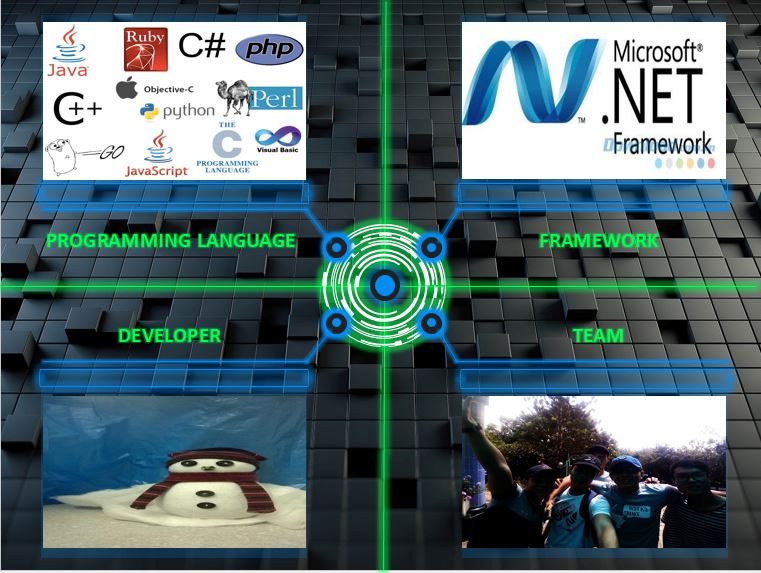 Java
Ruby
C#
php
Objective-C
C++
python
Perl
THE
C
PROGRAMMING
LANGUAGE
Visual Basic
GO
JavaScript
Microsoft®
.NET
Framework
TM
PROGRAMMING LANGUAGE
FRAMEWORK
DEVELOPER
TEAM